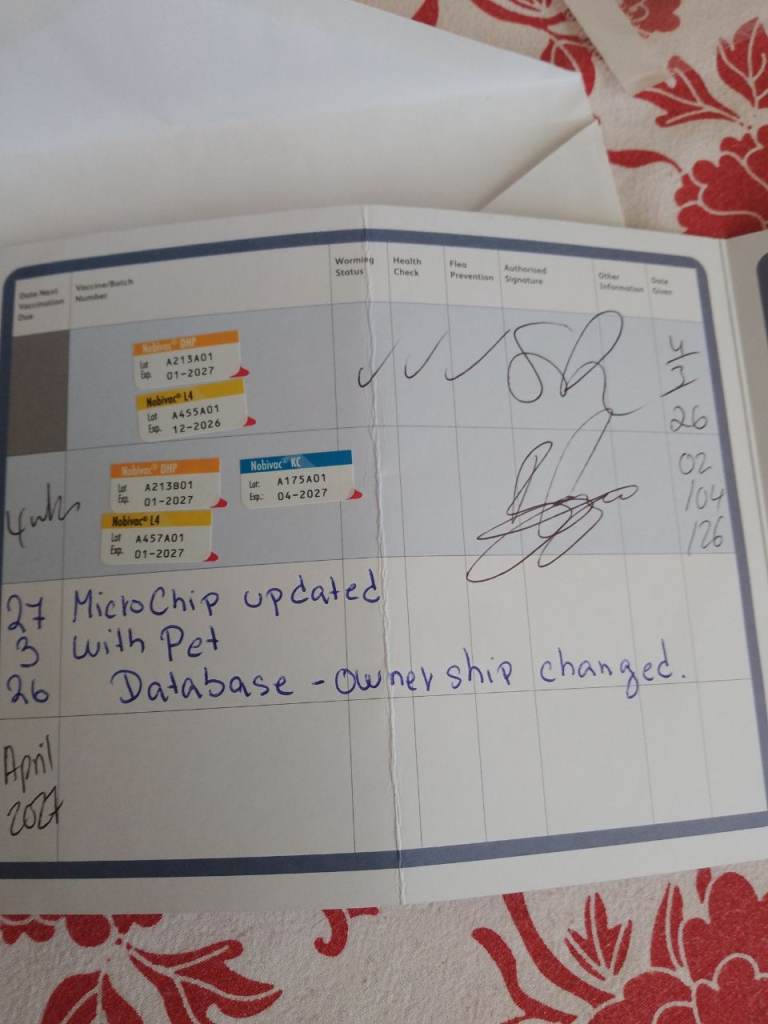 Date Next Vaccination Due
Vaccine/Batch Number
Worming Status
Health Check
Flea Prevention
Authorised Signature
Other Information
Date Given
Nobivac® DHP
Lot A213A01
Exp. 01-2027
Nobivac® L4
Lot A455A01
Exp. 12-2026
4/3
26
4wks
Nobivac® DHP
Lot A213B01
Exp. 01-2027
Nobivac® KC
Lot: A175A01
Exp.: 04-2027
Nobivac® L4
Lot A457A01
Exp. 01-2027
02
/04
/26
27 MicroChip updated
3 with Pet
26 Database - ownership changed.
April
2027